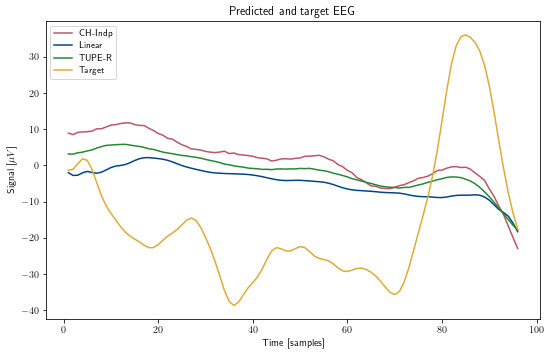 Predicted and target EEG
CH-Indp
Linear
TUPE-R
Target
Signal [μV]
30
20
10
0
−10
−20
−30
−40
0
20
40
60
80
100
Time [samples]